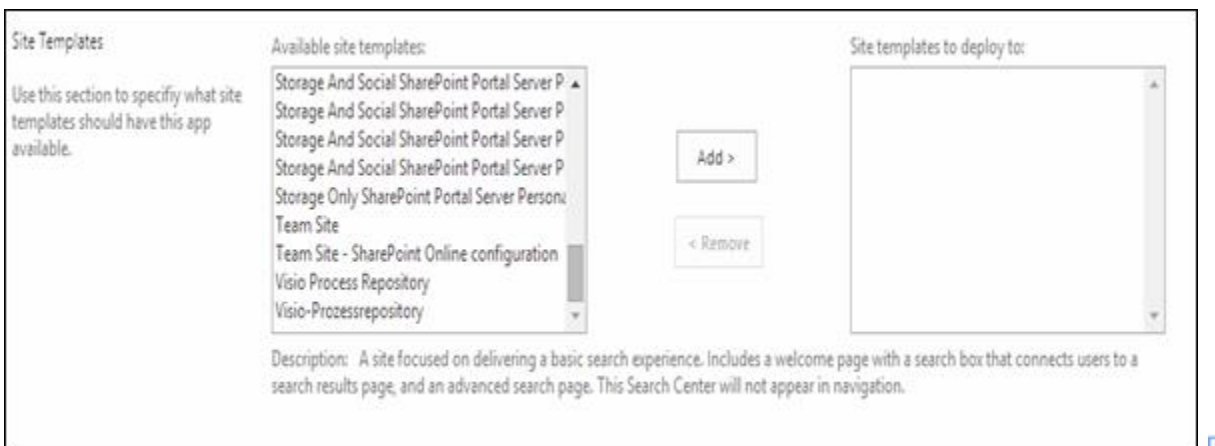 Site Templates
Use this section to specifiy what site
templates should have this app
available.
Available site templates:
Storage And Social SharePoint Portal Server P
Storage And Social SharePoint Portal Server P
Storage And Social SharePoint Portal Server P
Storage And Social SharePoint Portal Server P
Storage Only SharePoint Portal Server Persona
Team Site
Team Site - SharePoint Online configuration
Visio Process Repository
Visio-Prozessrepository
Add >
< Remove
Site templates to deploy to:
Description: A site focused on delivering a basic search experience. Includes a welcome page with a search box that connects users to a
search results page, and an advanced search page. This Search Center will not appear in navigation.